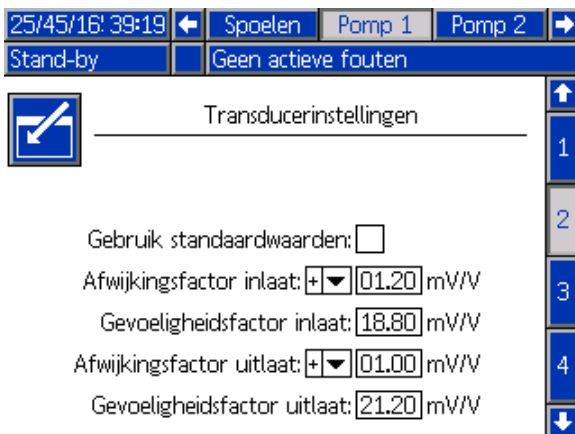 25/45/16 39:19 Spoelen Pomp 1 Pomp 2
Stand-by Geen actieve fouten
Transducerinstellingen
1
2
Gebruik standaardwaarden:
Afwijkingsfactor inlaat: + 01.20 mV/V
3
Gevoeligheidsfactor inlaat: 18.80 mV/V
Afwijkingsfactor uitlaat: + 01.00 mV/V
4
Gevoeligheidsfactor uitlaat: 21.20 mV/V